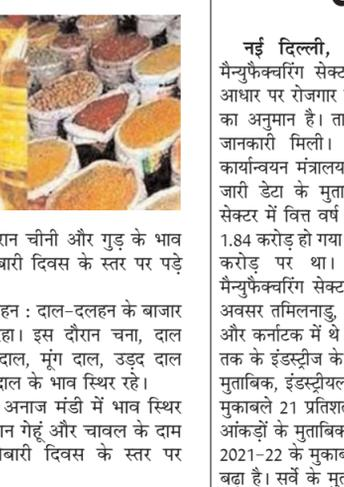 रान चीनी और गुड़ के भाव
बारी दिवस के स्तर पर पड़े
हन : दाल-दलहन के बाजार
रहा। इस दौरान चना, दाल
दाल, मूंग दाल, उड़द दाल
दाल के भाव स्थिर रहे।
अनाज मंडी में भाव स्थिर
ान गेहूं और चावल के दाम
ोबारी दिवस के स्तर पर
नई दिल्ली,
मैन्युफैक्चरिंग सेक्ट
आधार पर रोजगार
का अनुमान है। ता
जानकारी मिली।
कार्यान्वयन मंत्रालय
जारी डेटा के मुता
सेक्टर में वित्त वर्ष
1.84 करोड़ हो गया
करोड़ पर था।
मैन्युफैक्चरिंग सेक्ट
अवसर तमिलनाडु,
और कर्नाटक में थे
तक के इंडस्ट्रीज के
मुताबिक, इंडस्ट्रीयल
मुकाबले 21 प्रतिशत
आंकड़ों के मुताबिक
2021-22 के मुकाब
बढ़ा है। सर्वे के मुत